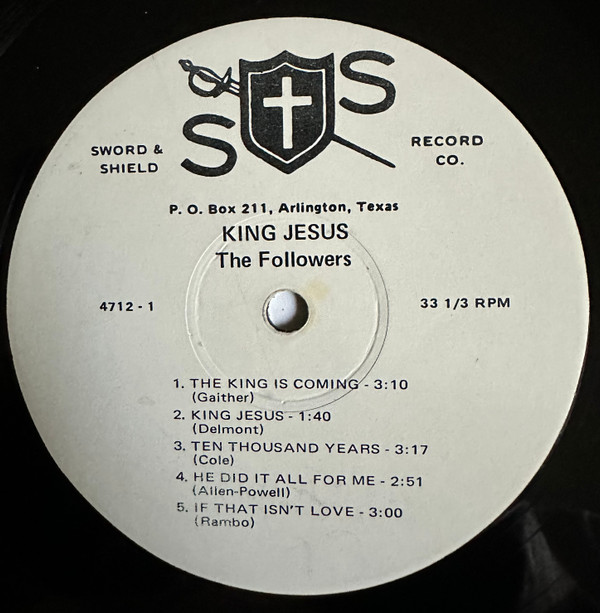 S
S
SWORD &
SHIELD
RECORD
CO.
P. O. Box 211, Arlington, Texas
KING JESUS
The Followers
4712 - 1
33 1/3 RPM
1. THE KING IS COMING - 3:10
(Gaither)
2. KING JESUS - 1:40
(Delmont)
3. TEN THOUSAND YEARS - 3:17
(Cole)
4. HE DID IT ALL FOR ME - 2:51
(Allen-Powell)
5. IF THAT ISN'T LOVE - 3:00
(Rambo)